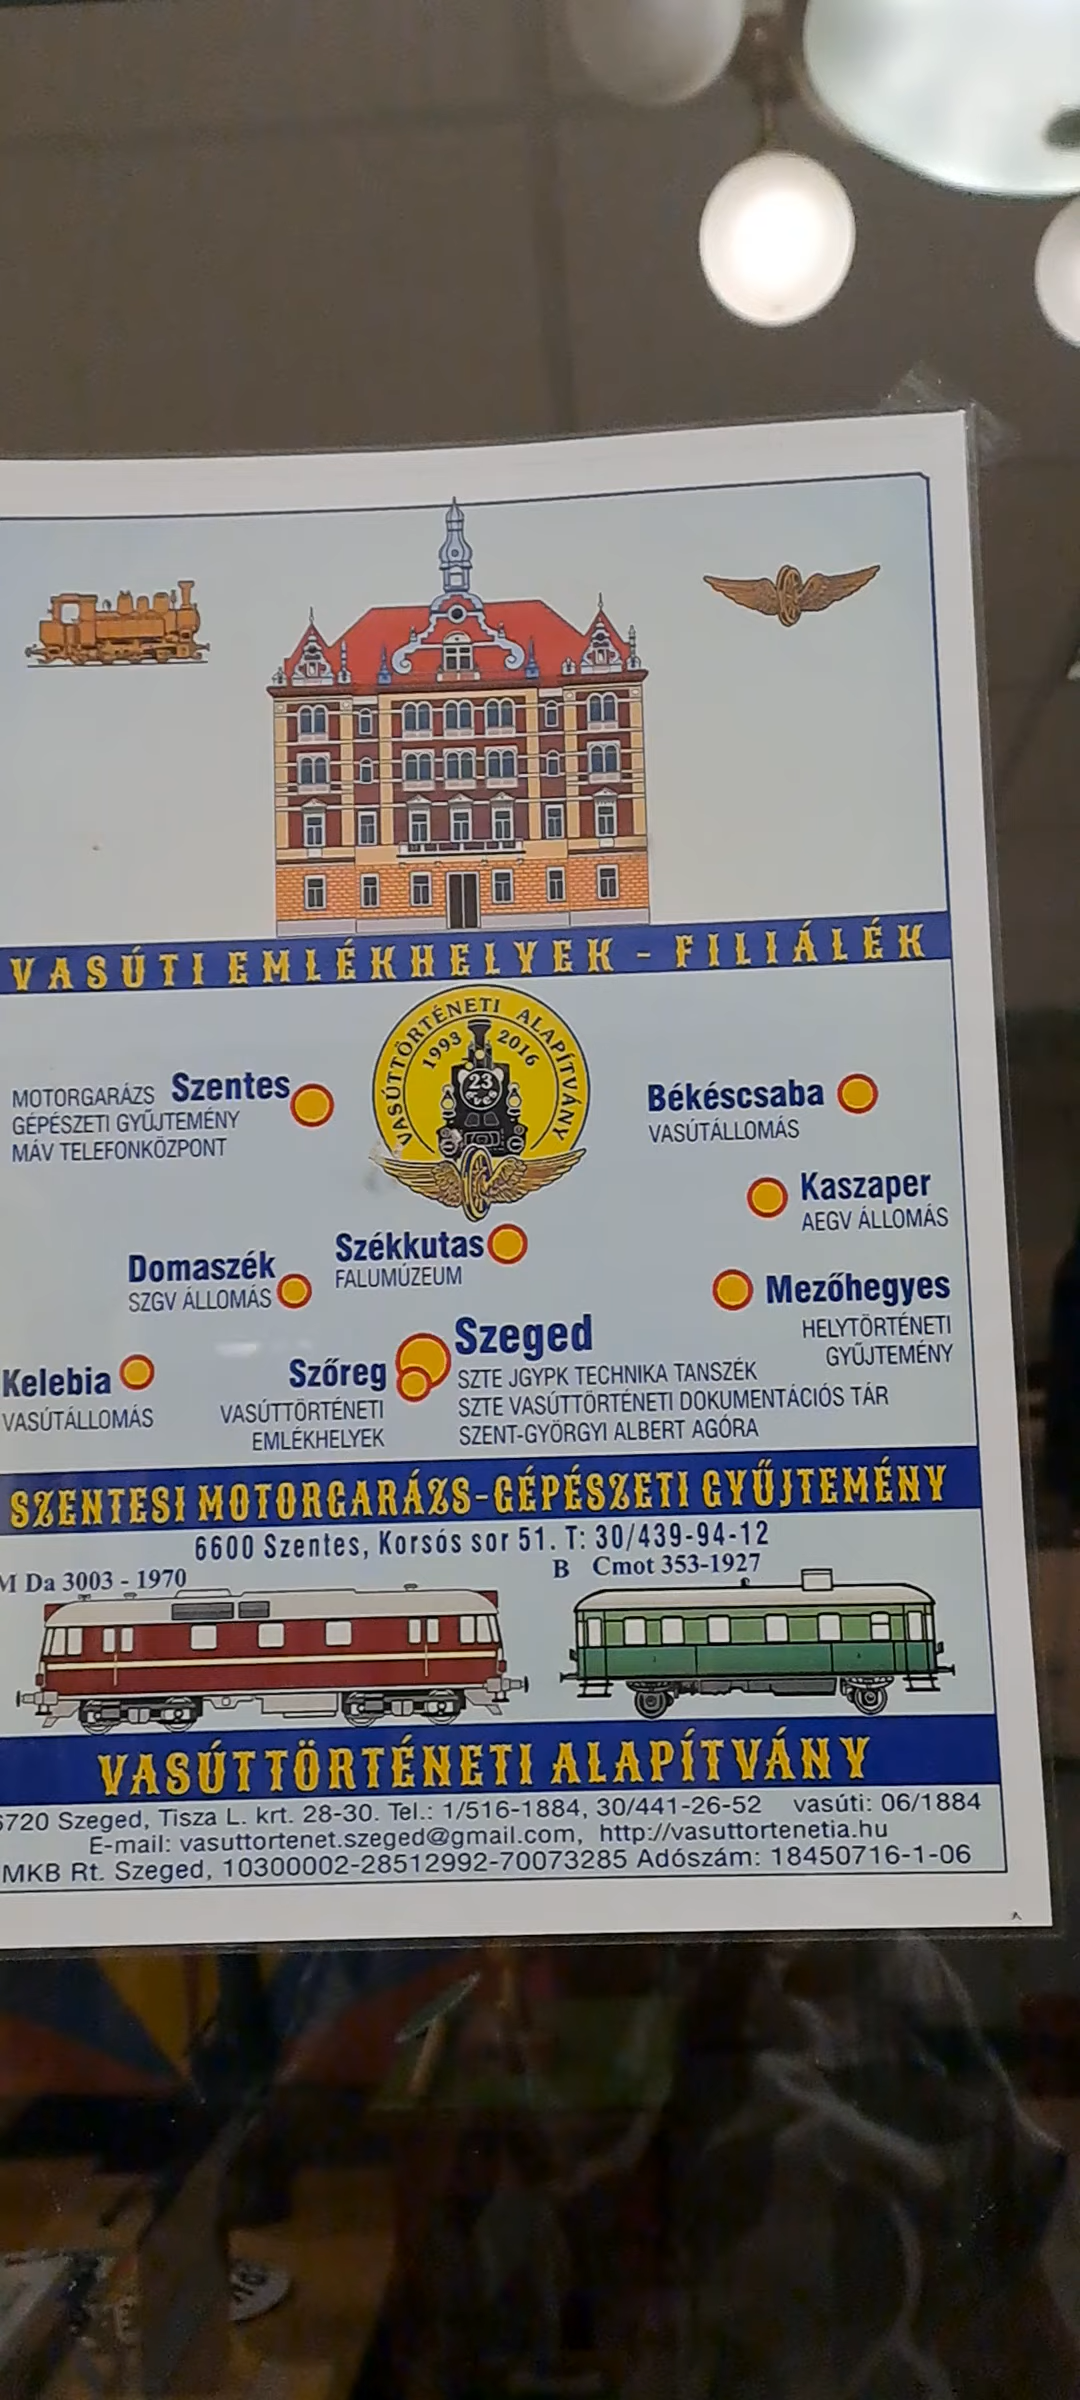 VASÚTI EMLÉKHELYEK - FILIÁLÉK
VASÚTTÖRTÉNETI ALAPÍTVÁNY
1993 2016
23
MOTORGARÁZS Szentes
GÉPÉSZETI GYŰJTEMÉNY
MÁV TELEFONKÖZPONT
Békéscsaba
VASÚTÁLLOMÁS
Kaszaper
AEGV ÁLLOMÁS
Székkutas
FALUMÚZEUM
Domaszék
SZGV ÁLLOMÁS
Mezőhegyes
HELYTÖRTÉNETI
GYŰJTEMÉNY
Szeged
SZTE JGYPK TECHNIKA TANSZÉK
SZTE VASÚTTÖRTÉNETI DOKUMENTÁCIÓS TÁR
SZENT-GYÖRGYI ALBERT AGÓRA
Szőreg
VASÚTTÖRTÉNETI
EMLÉKHELYEK
Kelebia
VASÚTÁLLOMÁS
SZENTESI MOTORGARÁZS-GÉPÉSZETI GYŰJTEMÉNY
6600 Szentes, Korsós sor 51. T: 30/439-94-12
M Da 3003 - 1970
B Cmot 353-1927
VASÚTTÖRTÉNETI ALAPÍTVÁNY
6720 Szeged, Tisza L. krt. 28-30. Tel.: 1/516-1884, 30/441-26-52 vasúti: 06/1884
E-mail: vasuttortenet.szeged@gmail.com, http://vasuttortenetia.hu
MKB Rt. Szeged, 10300002-28512992-70073285 Adószám: 18450716-1-06